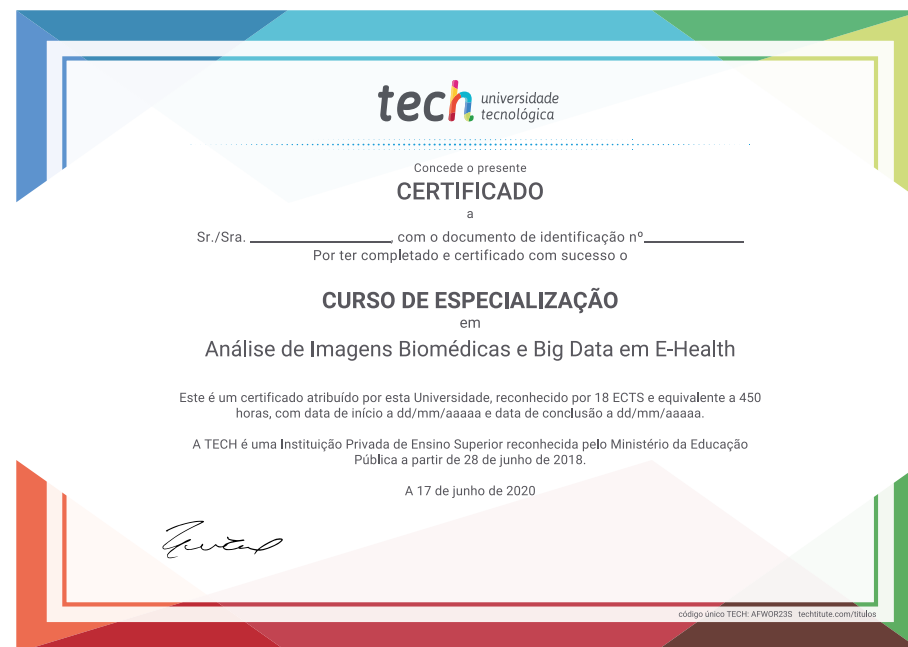 tech universidade
tecnológica
Concede o presente
CERTIFICADO
a
Sr./Sra. ____________________, com o documento de identificação nº______________
Por ter completado e certificado com sucesso o
CURSO DE ESPECIALIZAÇÃO
em
Análise de Imagens Biomédicas e Big Data em E-Health
Este é um certificado atribuído por esta Universidade, reconhecido por 18 ECTS e equivalente a 450
horas, com data de início a dd/mm/aaaaa e data de conclusão a dd/mm/aaaaa.
A TECH é uma Instituição Privada de Ensino Superior reconhecida pelo Ministério da Educação
Pública a partir de 28 de junho de 2018.
A 17 de junho de 2020
código único TECH: AFWOR23S techtitute.com/titulos